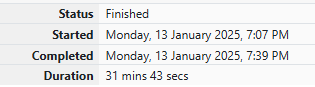 Status Finished
Started Monday, 13 January 2025, 7:07 PM
Completed Monday, 13 January 2025, 7:39 PM
Duration 31 mins 43 secs